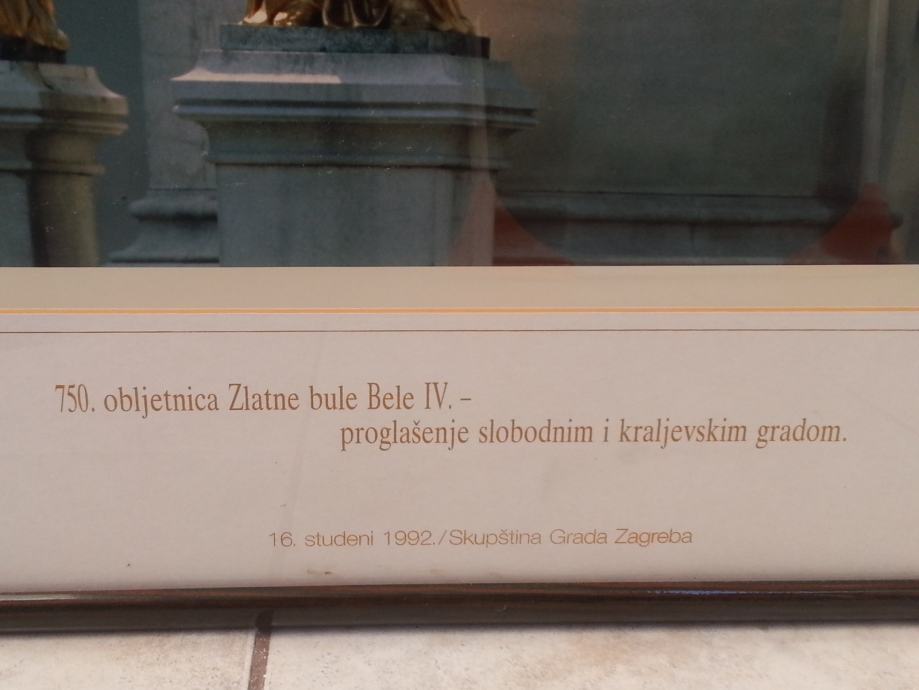 750. obljetnica Zlatne bule Bele IV. –
proglašenje slobodnim i kraljevskim gradom.
16. studeni 1992./Skupština Grada Zagreba